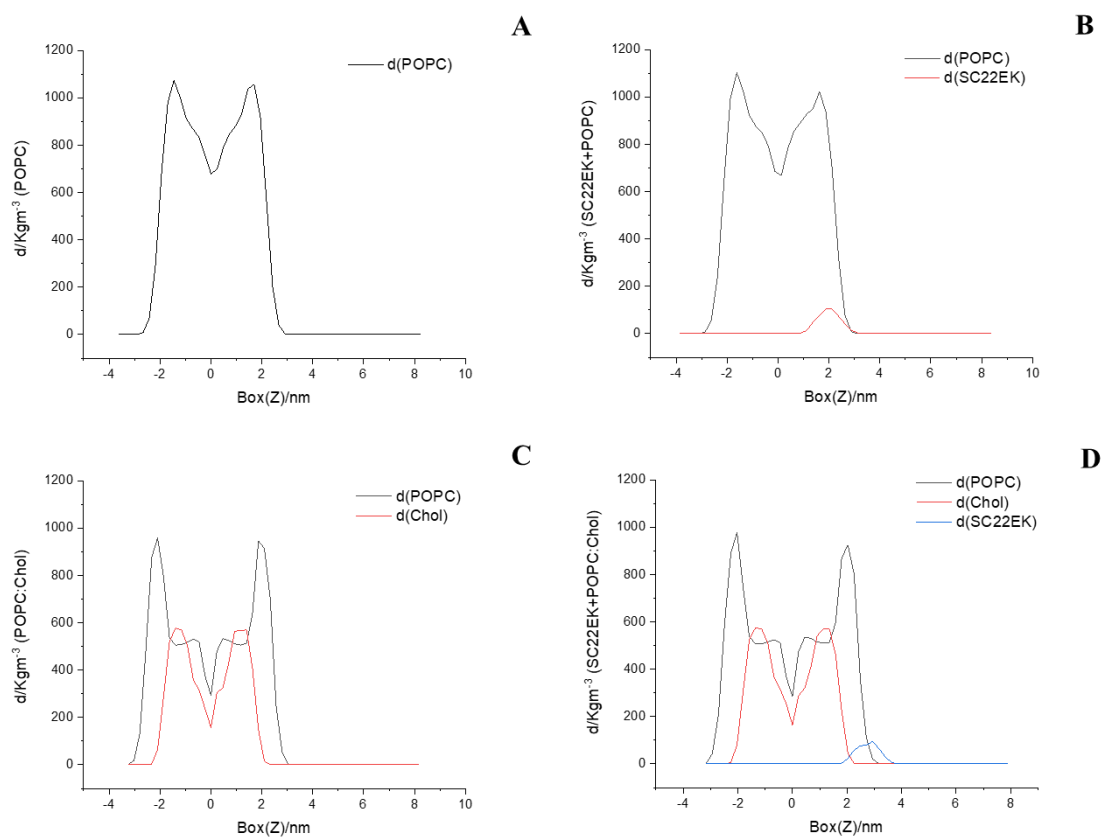 A
d(POPC)
d/Kgm⁻³ (POPC)
1200
1000
800
600
400
200
0
-4 -2 0 2 4 6 8 10
Box(Z)/nm
B
d(POPC)
d(SC22EK)
d/Kgm⁻³ (SC22EK+POPC)
1200
1000
800
600
400
200
0
-4 -2 0 2 4 6 8 10
Box(Z)/nm
C
d(POPC)
d(Chol)
d/Kgm⁻³ (POPC:Chol)
1200
1000
800
600
400
200
0
-4 -2 0 2 4 6 8 10
Box(Z)/nm
D
d(POPC)
d(Chol)
d(SC22EK)
d/Kgm⁻³ (SC22EK+POPC:Chol)
1200
1000
800
600
400
200
0
-4 -2 0 2 4 6 8
Box(Z)/nm